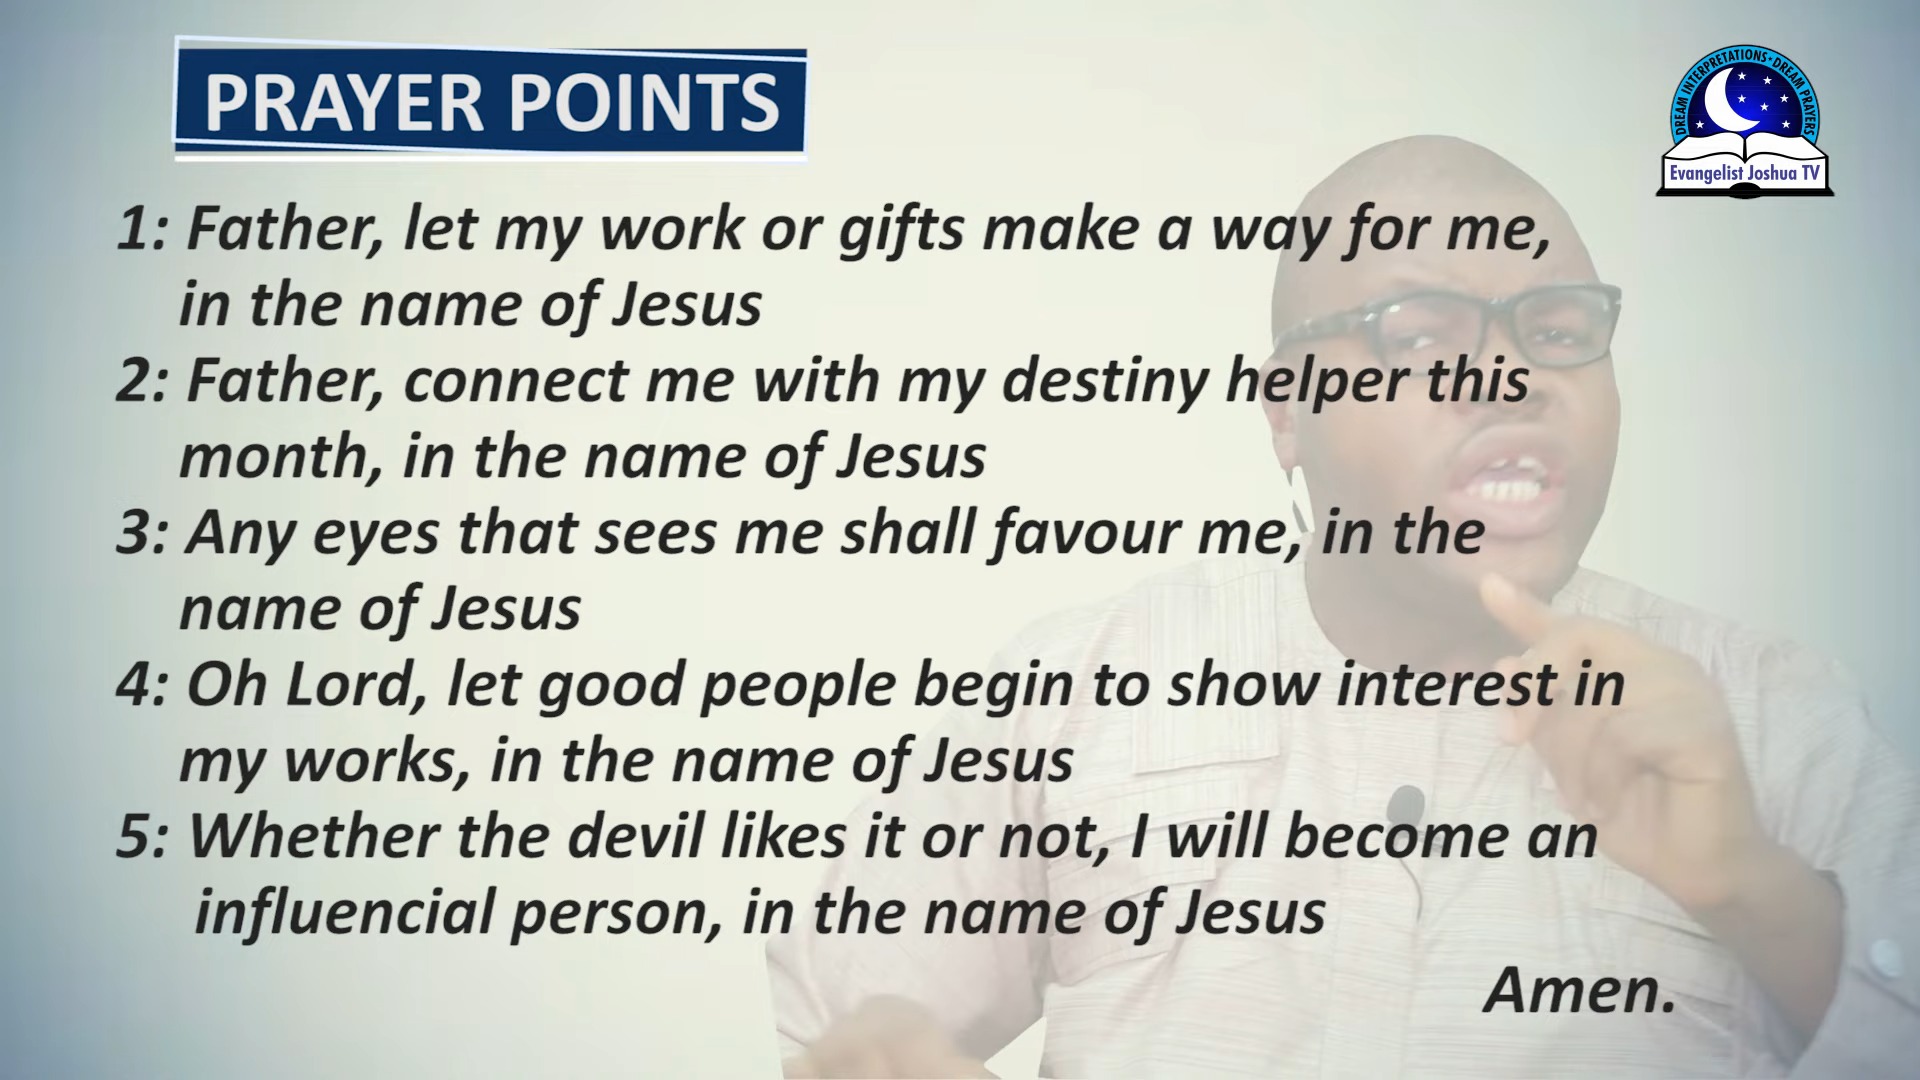 PRAYER POINTS
DREAM INTERPRETATIONS · DREAM PRAYERS
Evangelist Joshua TV
1: Father, let my work or gifts make a way for me,
in the name of Jesus
2: Father, connect me with my destiny helper this
month, in the name of Jesus
3: Any eyes that sees me shall favour me, in the
name of Jesus
4: Oh Lord, let good people begin to show interest in
my works, in the name of Jesus
5: Whether the devil likes it or not, I will become an
influencial person, in the name of Jesus
Amen.